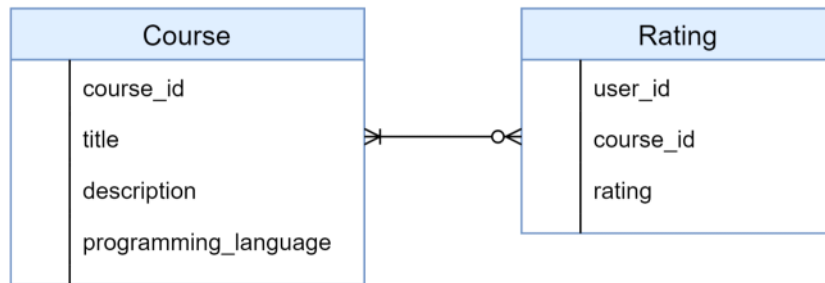 Course
course_id
title
description
programming_language
Rating
user_id
course_id
rating